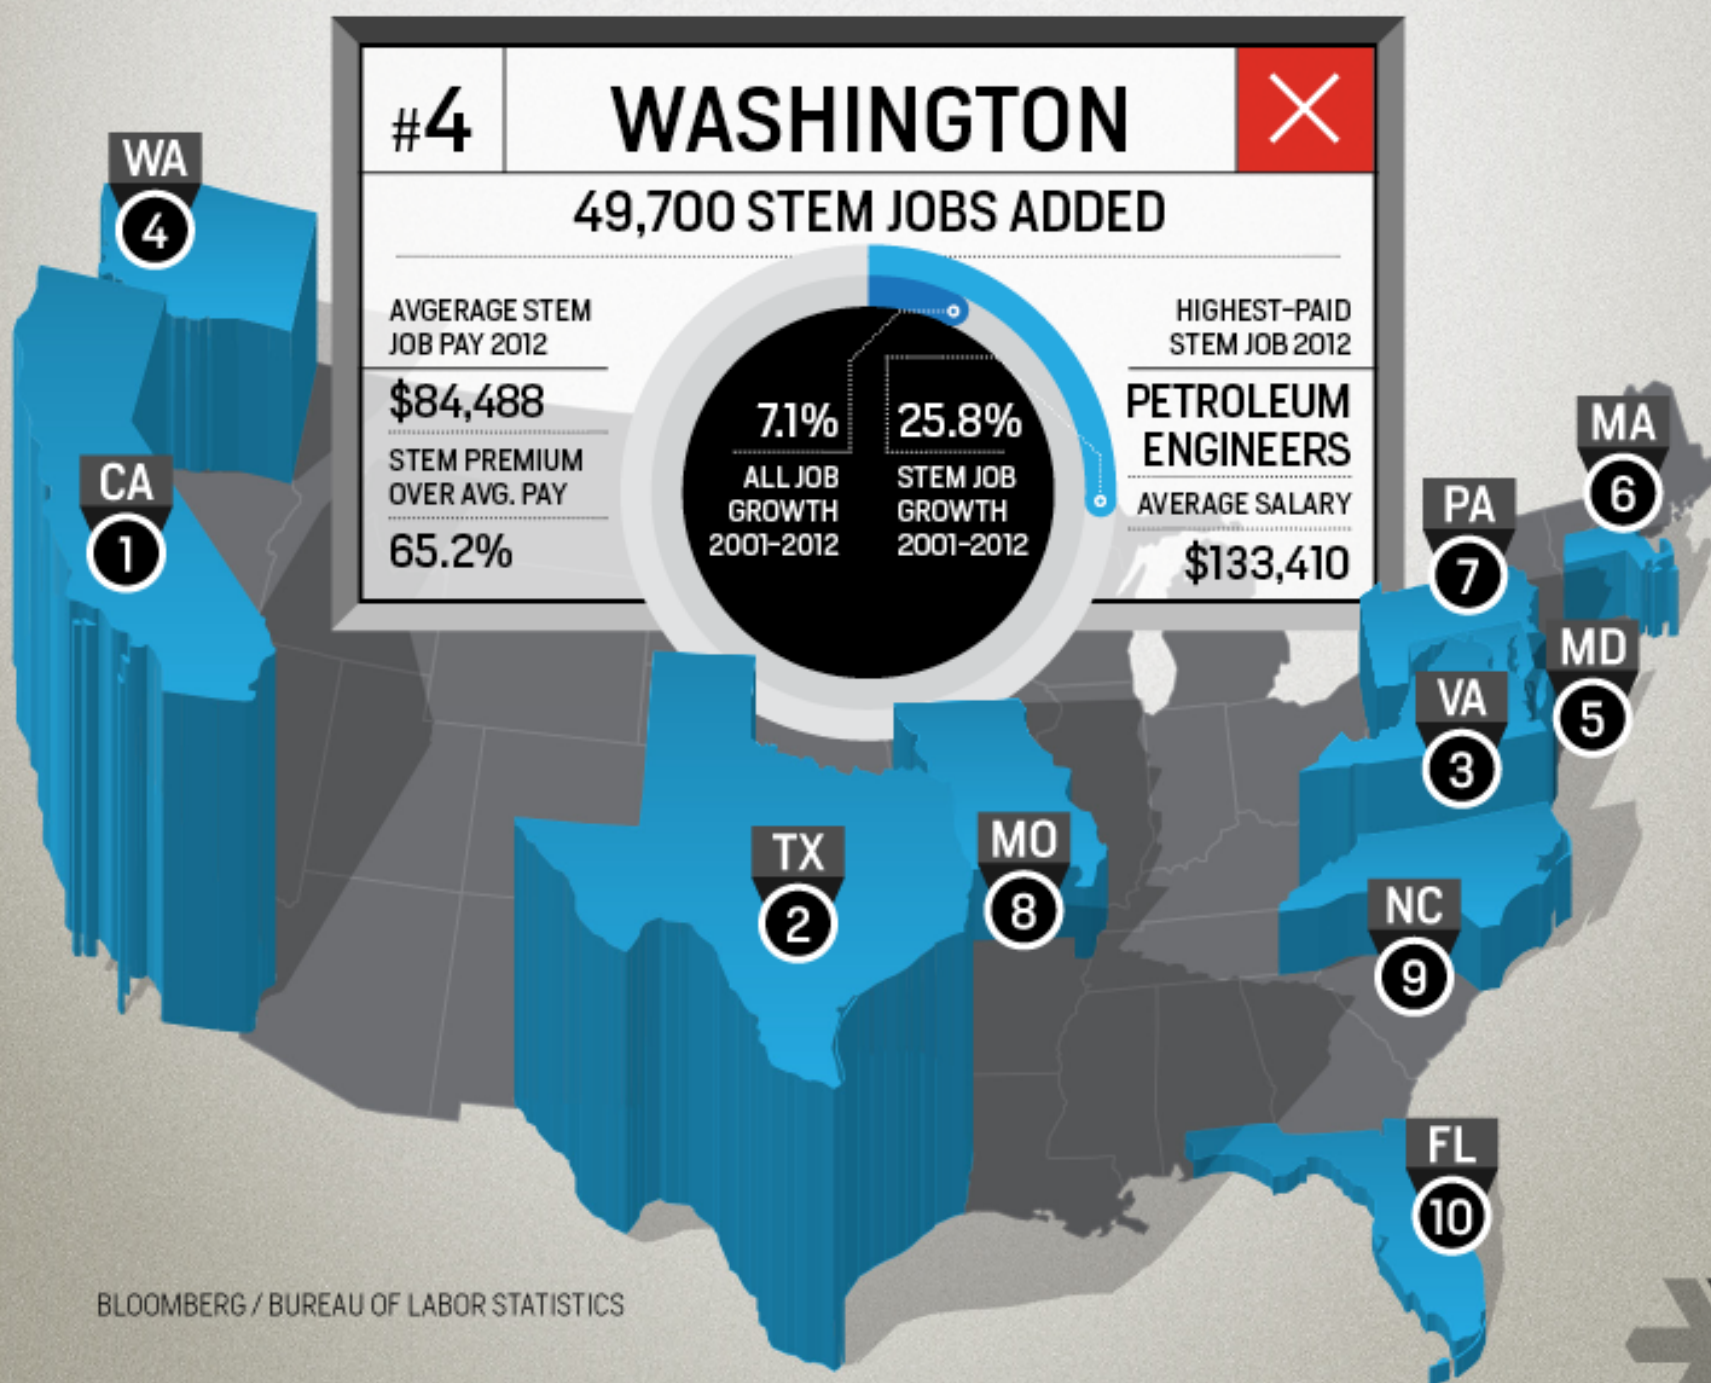 #4
WASHINGTON
49,700 STEM JOBS ADDED
AVGERAGE STEM
JOB PAY 2012
$84,488
STEM PREMIUM
OVER AVG. PAY
65.2%
7.1%
ALL JOB
GROWTH
2001-2012
25.8%
STEM JOB
GROWTH
2001-2012
HIGHEST-PAID
STEM JOB 2012
PETROLEUM
ENGINEERS
AVERAGE SALARY
$133,410
WA
4
CA
1
MA
6
PA
7
MD
5
VA
3
TX
2
MO
8
NC
9
FL
10
BLOOMBERG / BUREAU OF LABOR STATISTICS